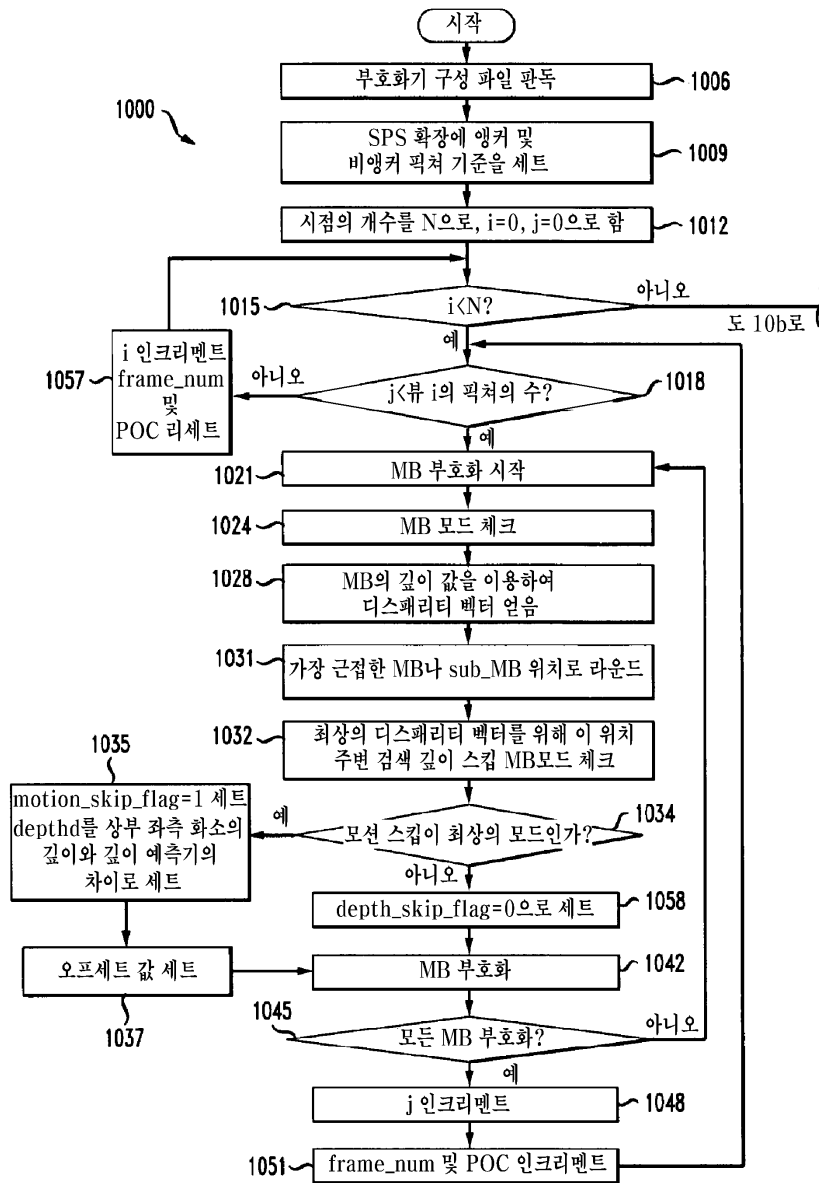 시작
부호화기 구성 파일 판독
1006
1000
SPS 확장에 앵커 및
비앵커 픽쳐 기준을 세트
1009
시점의 개수를 N으로, i=0, j=0으로 함
1012
1015
i<N?
아니오
도 10b로
예
i 인크리멘트
frame_num
및
POC 리세트
1057
아니오
j<뷰 i의 픽쳐의 수?
1018
예
1021
MB 부호화 시작
1024
MB 모드 체크
1028
MB의 깊이 값을 이용하여
디스패리티 벡터 얻음
1031
가장 근접한 MB나 sub_MB 위치로 라운드
1032
최상의 디스패리티 벡터를 위해 이 위치
주변 검색 깊이 스킵 MB모드 체크
1035
motion_skip_flag=1 세트
depthd를 상부 좌측 화소의
깊이와 깊이 예측기의
차이로 세트
예
모션 스킵이 최상의 모드인가?
1034
아니오
depth_skip_flag=0으로 세트
1058
오프세트 값 세트
1037
MB 부호화
1042
1045
모든 MB 부호화?
아니오
예
j 인크리멘트
1048
1051
frame_num 및 POC 인크리멘트